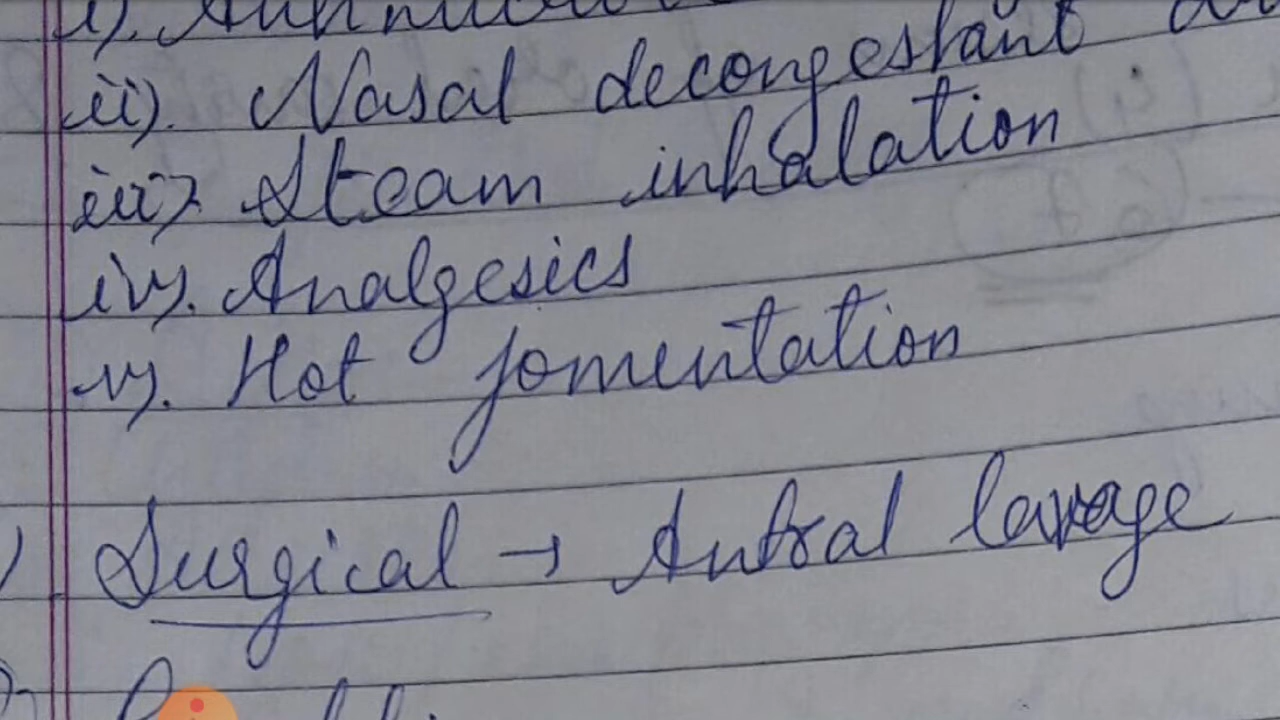 ii). Nasal decongestant
iii) Steam inhalation
iv). Analgesics
v). Hot fomentation
Surgical → Antral lavage